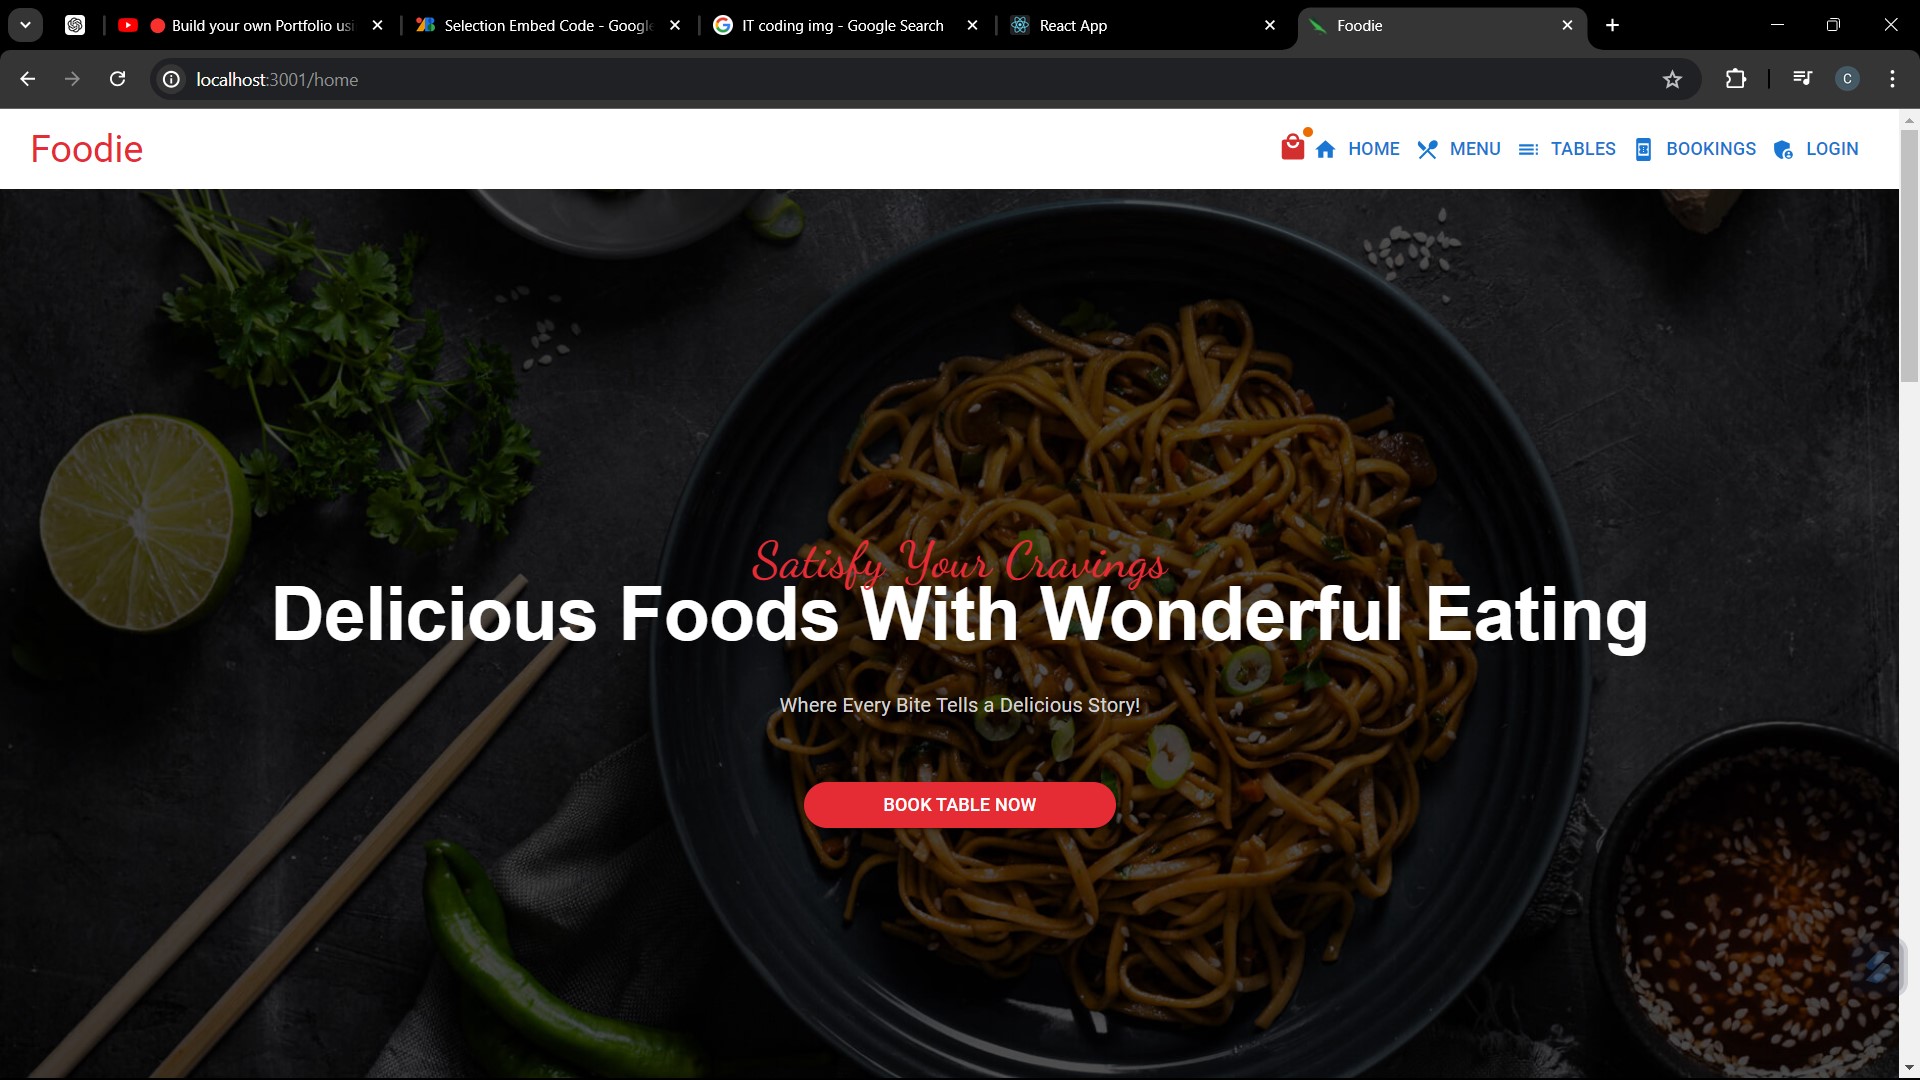 Build your own Portfolio usi
Selection Embed Code - Google
IT coding img - Google Search
React App
Foodie
localhost:3001/home
C
Foodie
HOME
MENU
TABLES
BOOKINGS
LOGIN
Satisfy Your Cravings
Delicious Foods With Wonderful Eating
Where Every Bite Tells a Delicious Story!
BOOK TABLE NOW